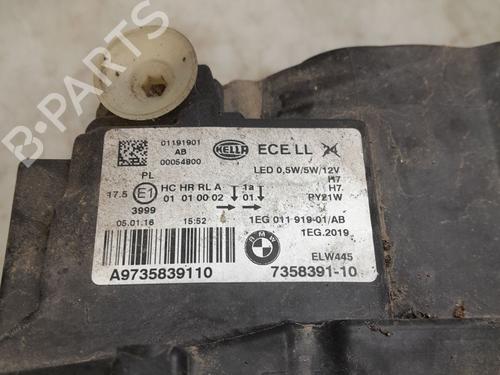 B-PARTS
01191901
AB
00054800
HELLA
ECE LL 24
PL
LED 0,5W/5W/12V
17.5 E1 HC HR RL A 1a H7
01 01 00 02 01. H7.
3999 PY21W
05.01.16 15:52 1EG 011 919-01/AB
BMW 1EG.2019
ELW445
A9735839110 7358391-10